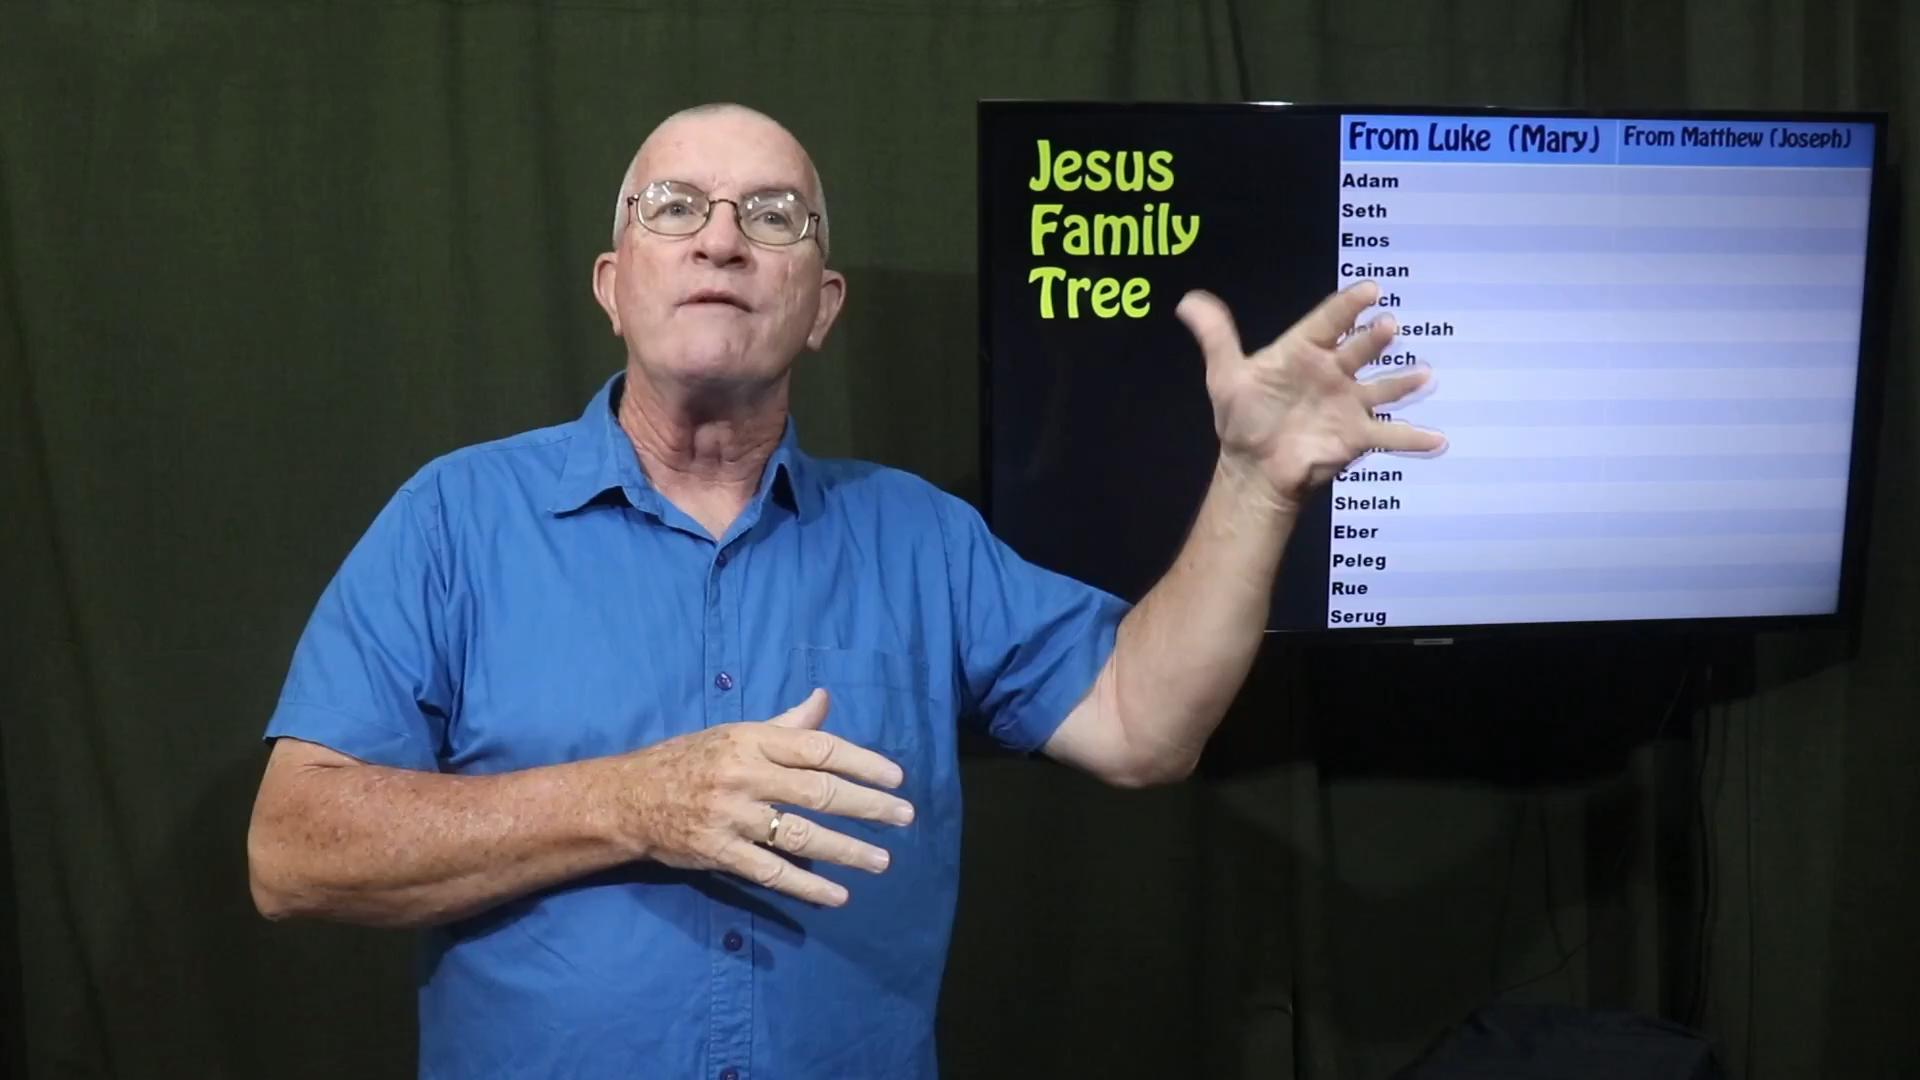 Jesus
Family
Tree
From Luke (Mary)
From Matthew (Joseph)
Adam
Seth
Enos
Cainan
Cainan
Shelah
Eber
Peleg
Rue
Serug